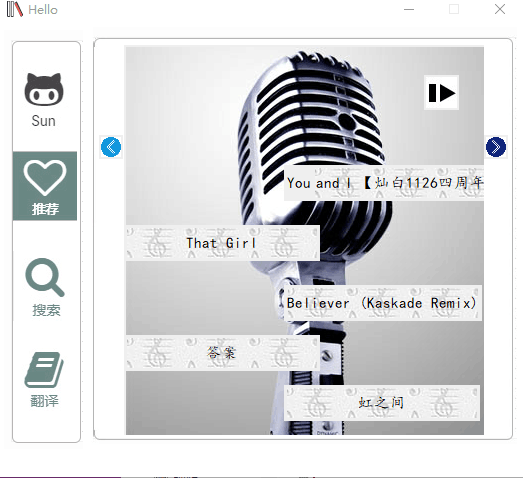 Hello
Sun
推荐
搜索
翻译
You and I 【灿白1126四周年
That Girl
Believer (Kaskade Remix)
答案
虹之间